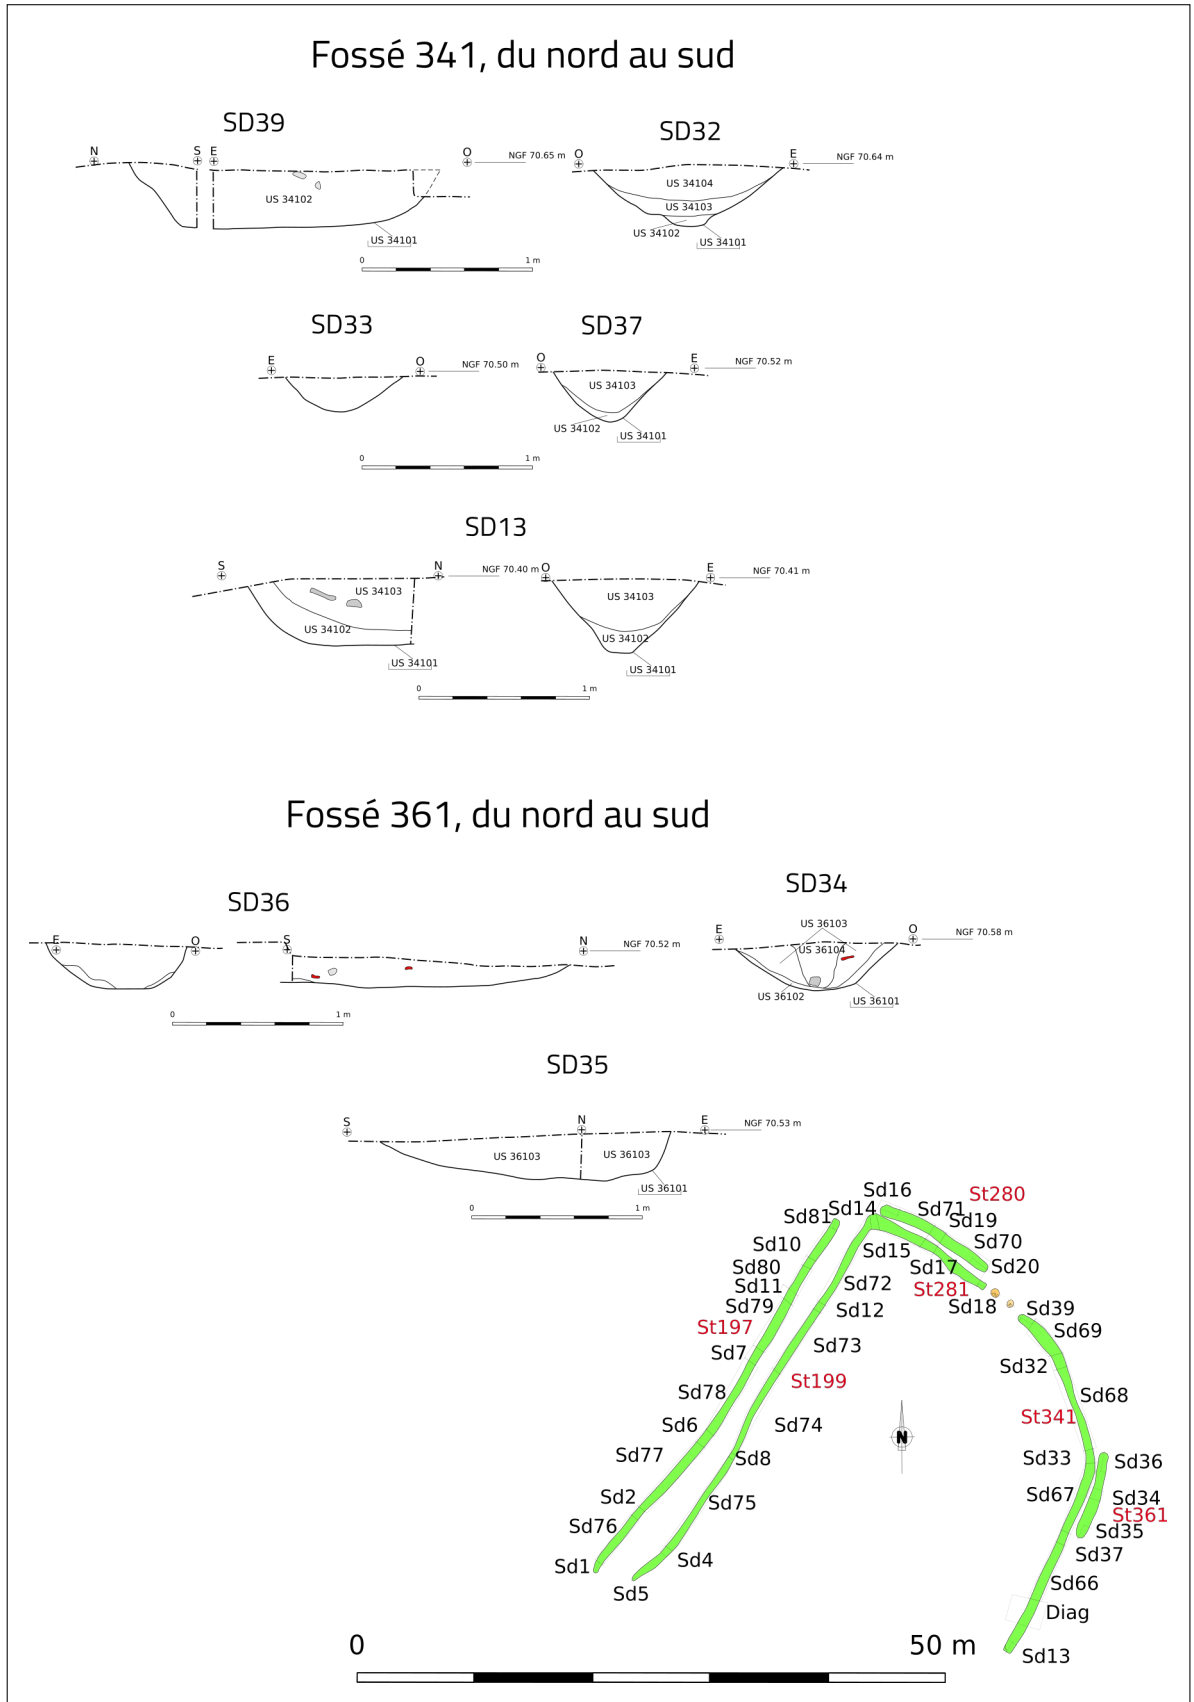 Fossé 341, du nord au sud
SD39
N S E O NGF 70.65 m
US 34102
US 34101
SD32
O E NGF 70.64 m
US 34104
US 34103
US 34102
US 34101
0 1 m
SD33
E O NGF 70.50 m
SD37
O E NGF 70.52 m
US 34103
US 34102
US 34101
0 1 m
SD13
S N NGF 70.40 m
US 34103
US 34102
US 34101
O E NGF 70.41 m
US 34103
US 34102
US 34101
0 1 m
Fossé 361, du nord au sud
SD36
E O S N NGF 70.52 m
0 1 m
SD34
E O NGF 70.58 m
US 36103
US 36104
US 36102
US 36101
SD35
S N E NGF 70.53 m
US 36103 US 36103
US 36101
0 1 m
Sd16
St280
Sd14
Sd71
Sd81
Sd19
Sd10
Sd15
Sd70
Sd80
Sd17
Sd20
Sd11
Sd72
St281
Sd79
Sd12
Sd18
Sd39
St197
Sd69
Sd7
Sd73
Sd32
St199
Sd78
Sd68
Sd6
Sd74
St341
Sd77
Sd8
Sd33
Sd36
Sd2
Sd75
Sd67
Sd34
St361
Sd76
Sd35
Sd1
Sd4
Sd37
Sd5
Sd66
Diag
Sd13
N
0 50 m